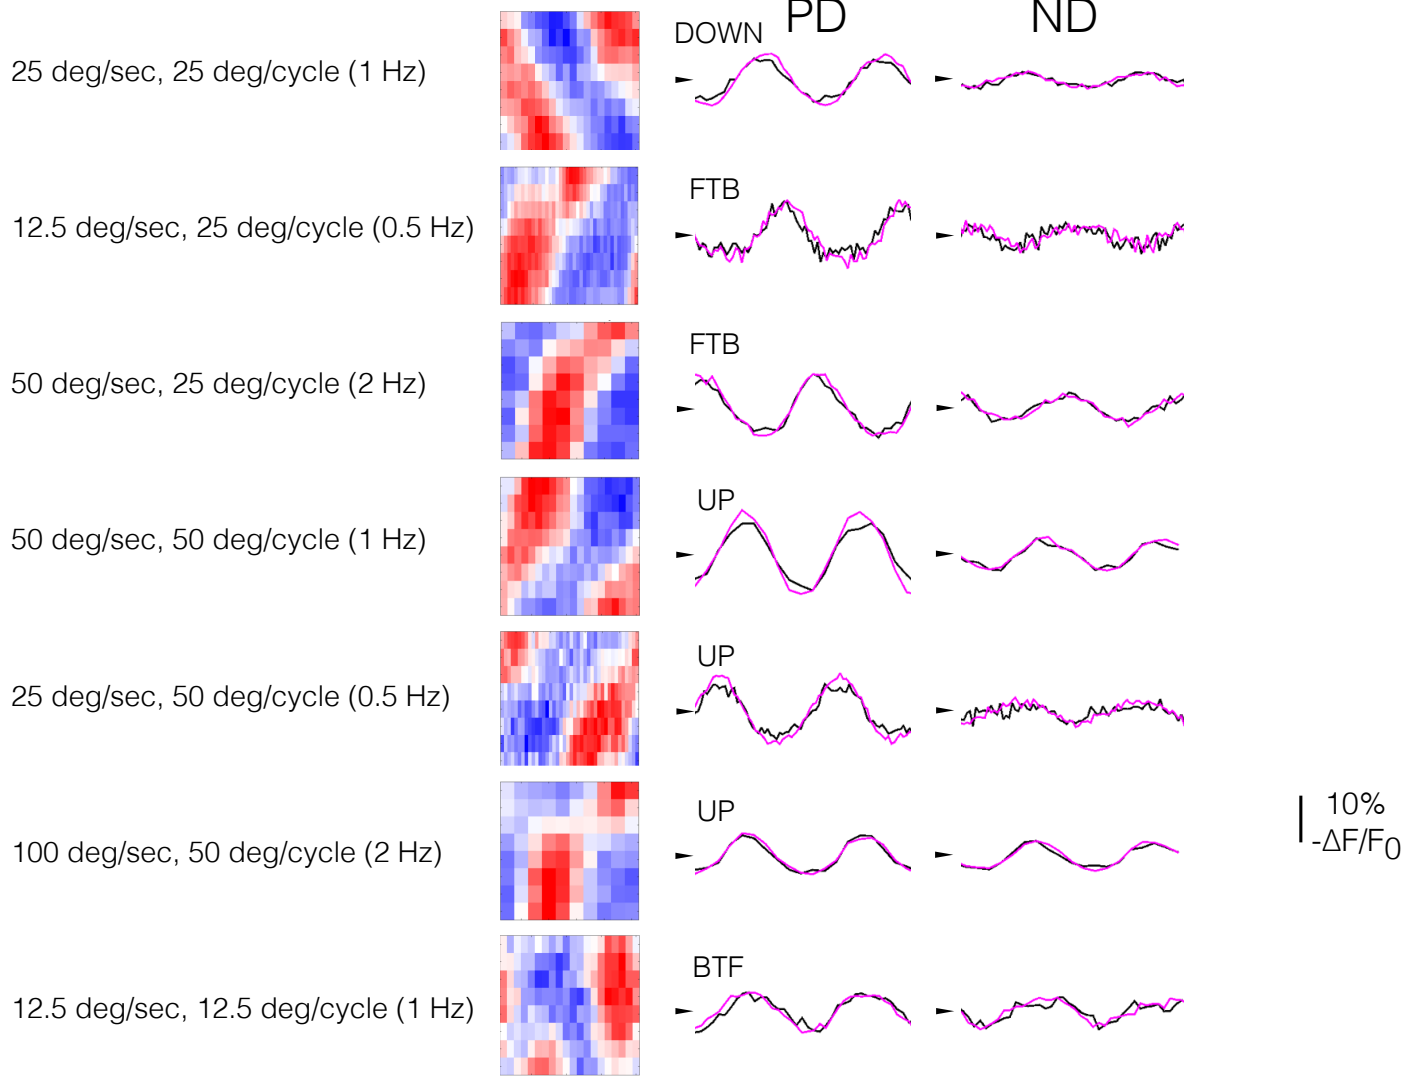 PD ND
DOWN
25 deg/sec, 25 deg/cycle (1 Hz)
FTB
12.5 deg/sec, 25 deg/cycle (0.5 Hz)
FTB
50 deg/sec, 25 deg/cycle (2 Hz)
UP
50 deg/sec, 50 deg/cycle (1 Hz)
UP
25 deg/sec, 50 deg/cycle (0.5 Hz)
UP
100 deg/sec, 50 deg/cycle (2 Hz)
10%
-ΔF/F0
BTF
12.5 deg/sec, 12.5 deg/cycle (1 Hz)